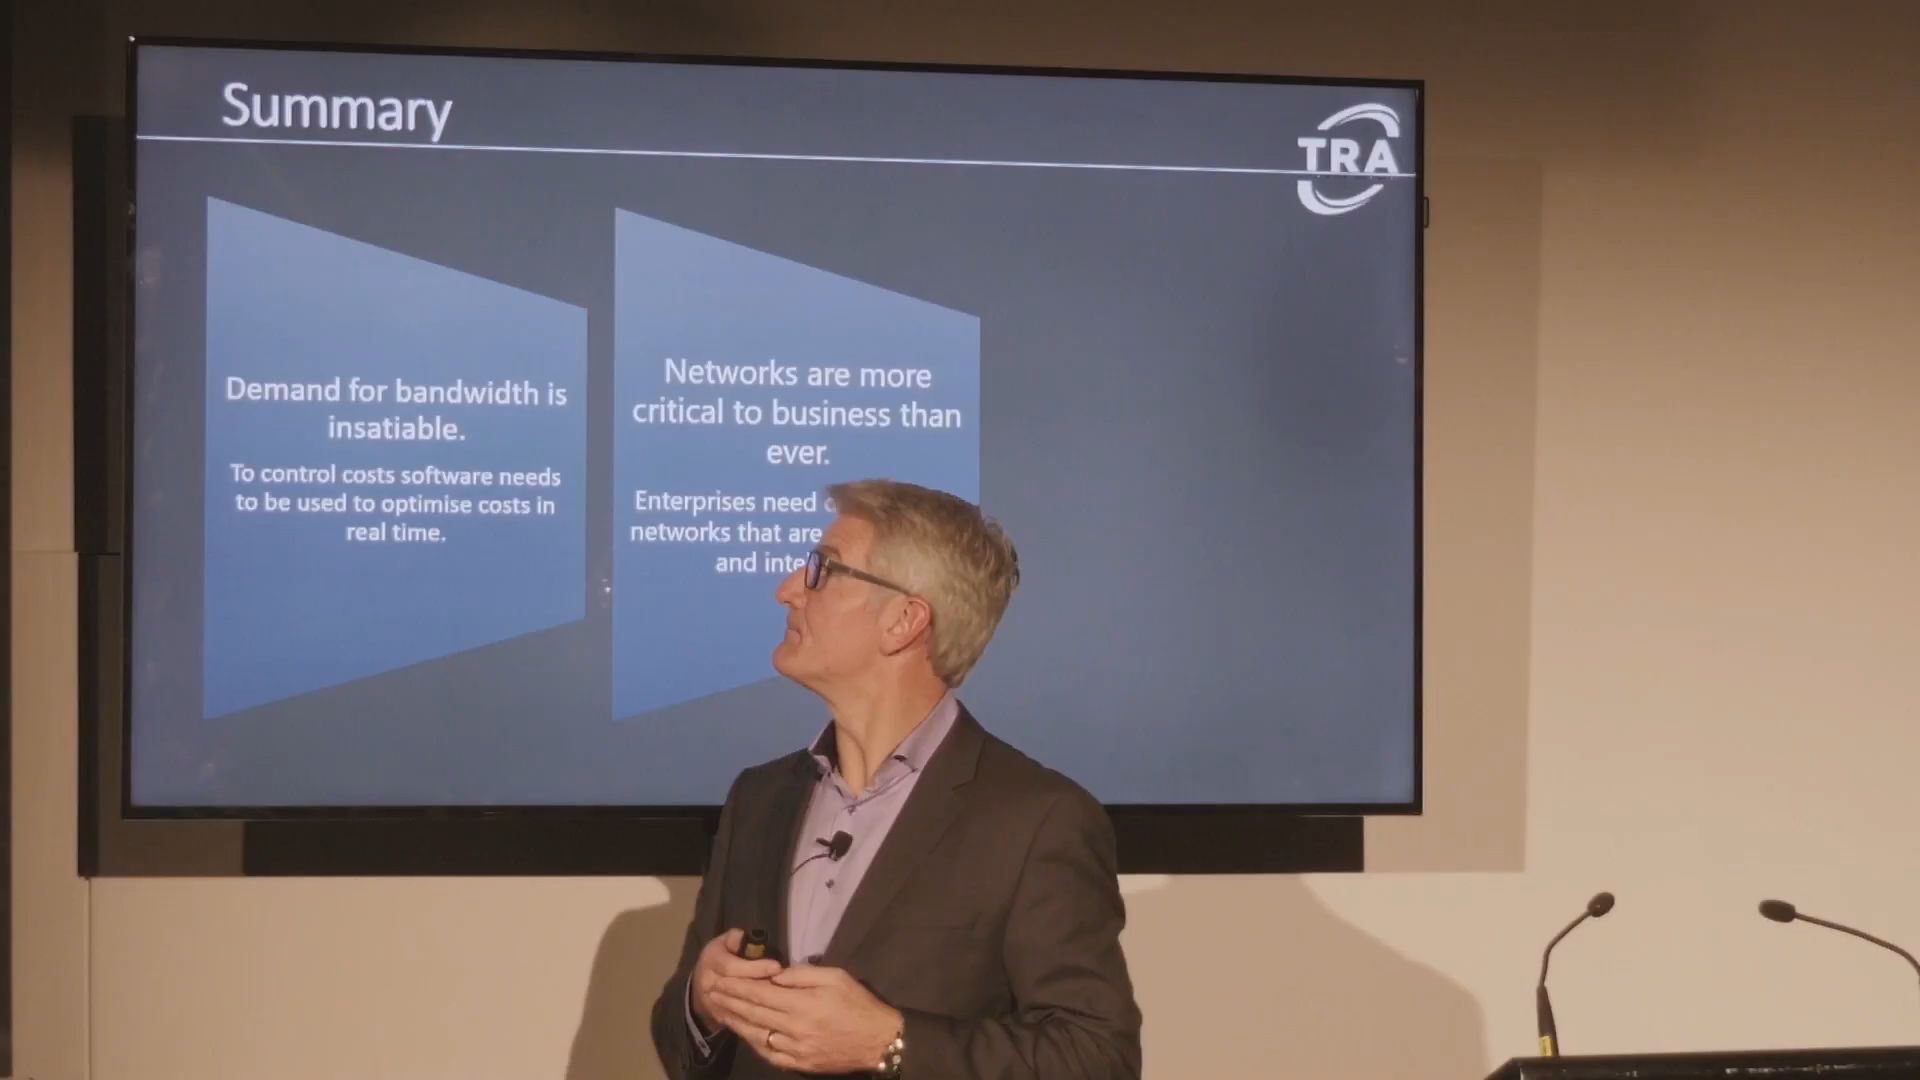 Summary
TRA
Demand for bandwidth is
insatiable.
To control costs software needs
to be used to optimise costs in
real time.
Networks are more
critical to business than
ever.
Enterprises need
networks that are
and